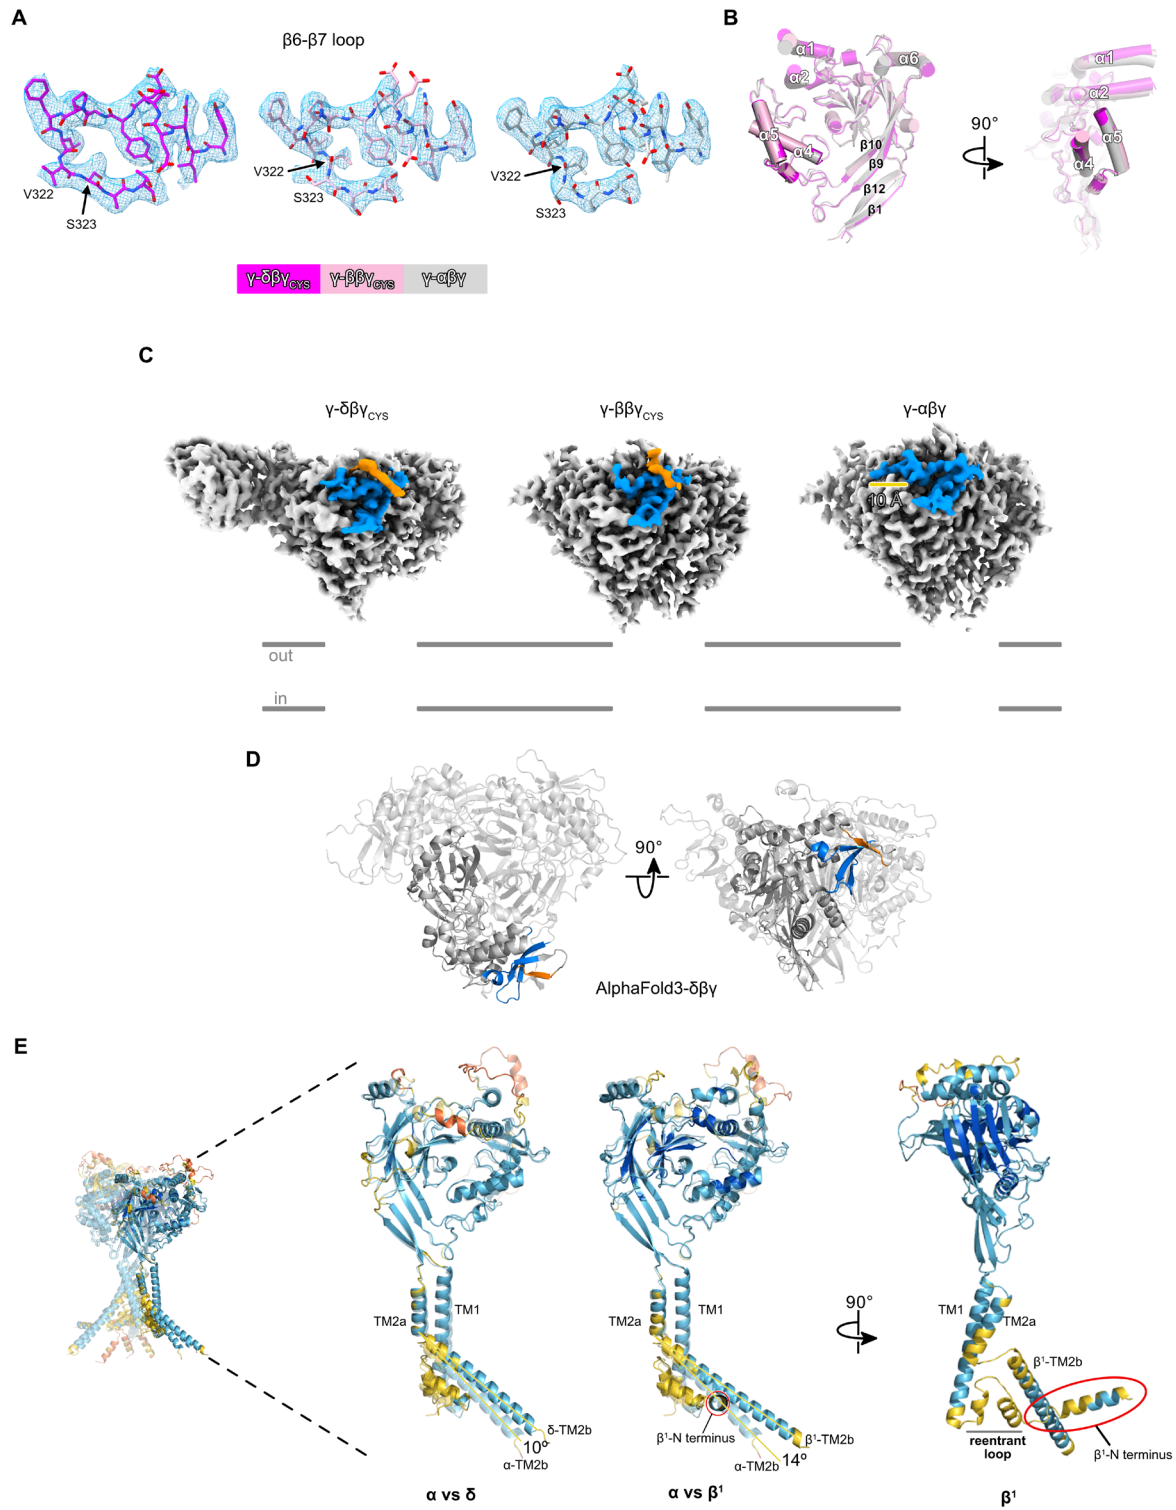 A
β6-β7 loop
V322
S323
V322
S323
V322
S323
γ-δβγCYS
γ-ββγCYS
γ-αβγ
B
α1
α2
α6
α5
α4
β10
β9
β12
β1
90°
α1
α2
α5
α4
C
γ-δβγCYS
γ-ββγCYS
γ-αβγ
10 Å
out
in
D
90°
AlphaFold3-δβγ
E
TM2a
TM1
δ-TM2b
10°
α-TM2b
α vs δ
TM2a
TM1
β¹-N terminus
β¹-TM2b
α-TM2b
14°
α vs β¹
90°
TM1
TM2a
β¹-TM2b
reentrant
loop
β¹-N terminus
β¹